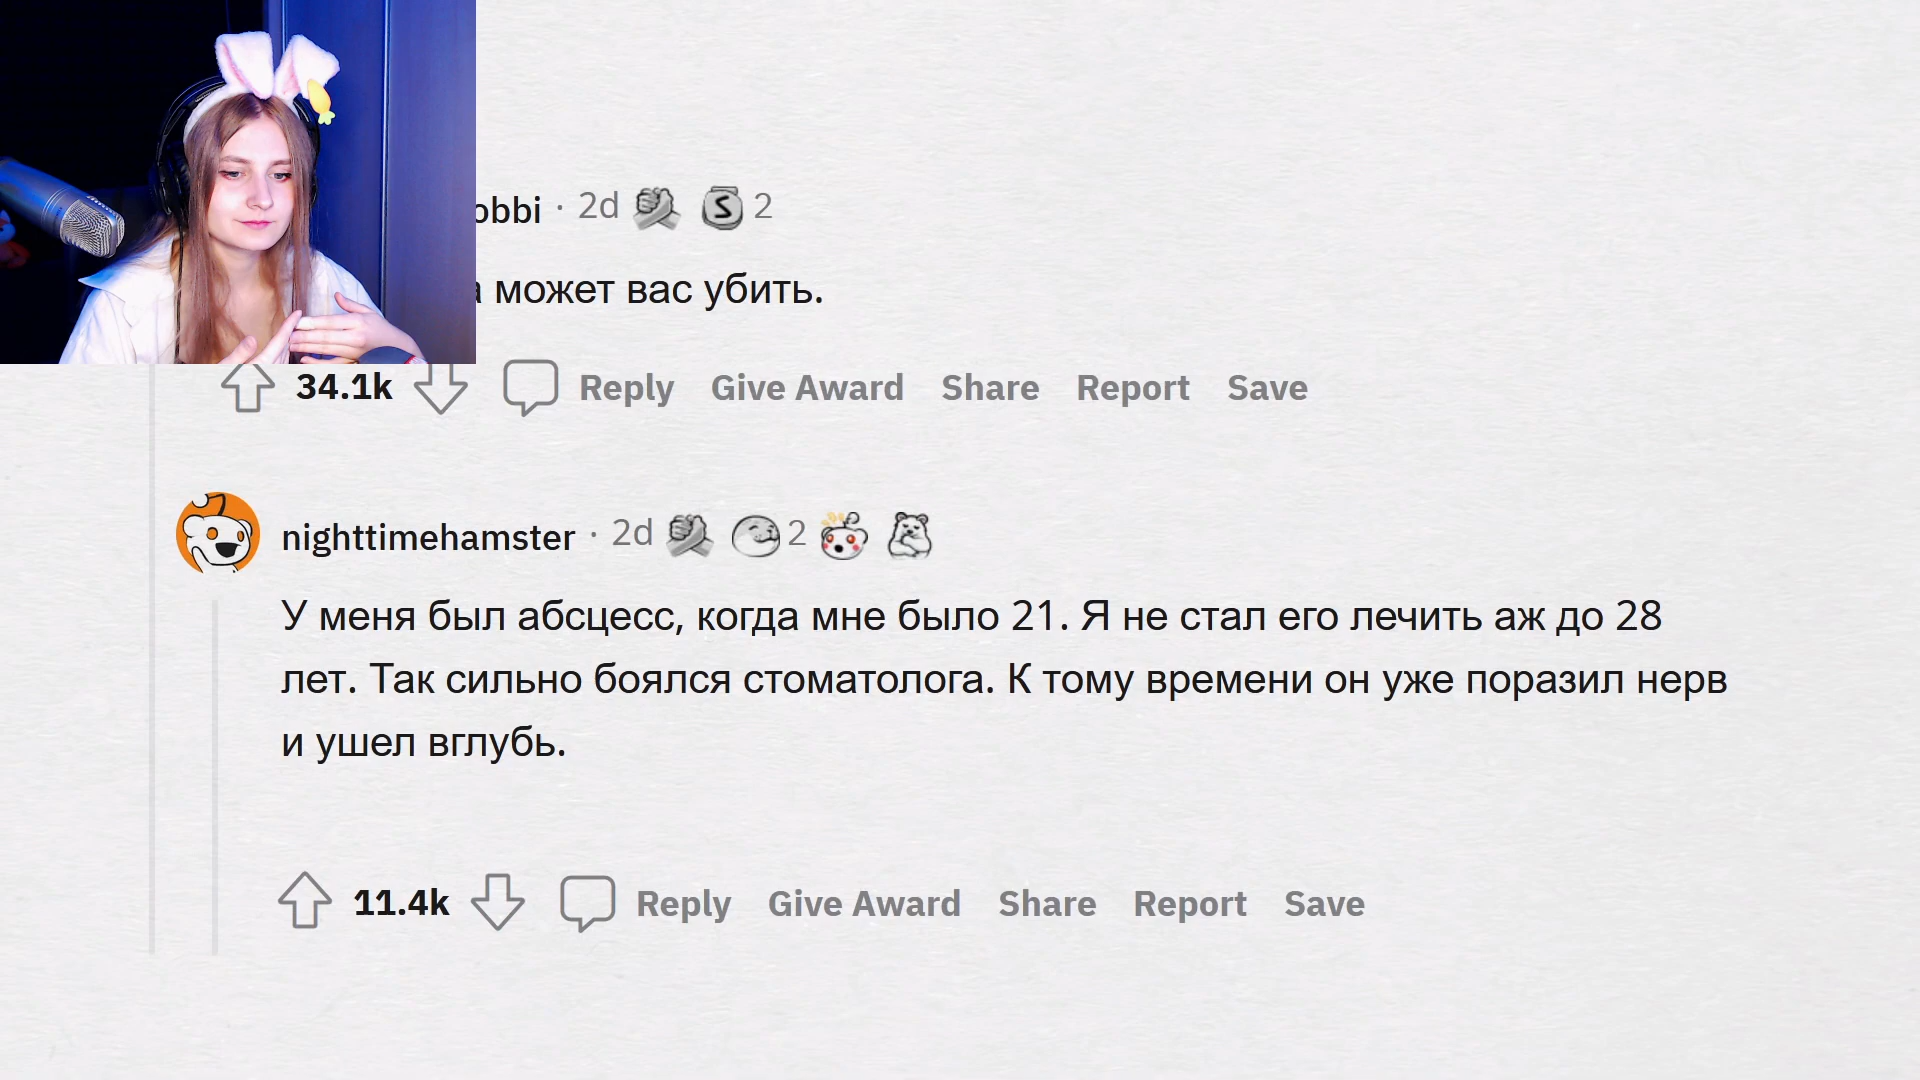 obbi · 2d 2
может вас убить.
34.1k Reply Give Award Share Report Save
nighttimehamster · 2d 2
У меня был абсцесс, когда мне было 21. Я не стал его лечить аж до 28
лет. Так сильно боялся стоматолога. К тому времени он уже поразил нерв
и ушел вглубь.
11.4k Reply Give Award Share Report Save